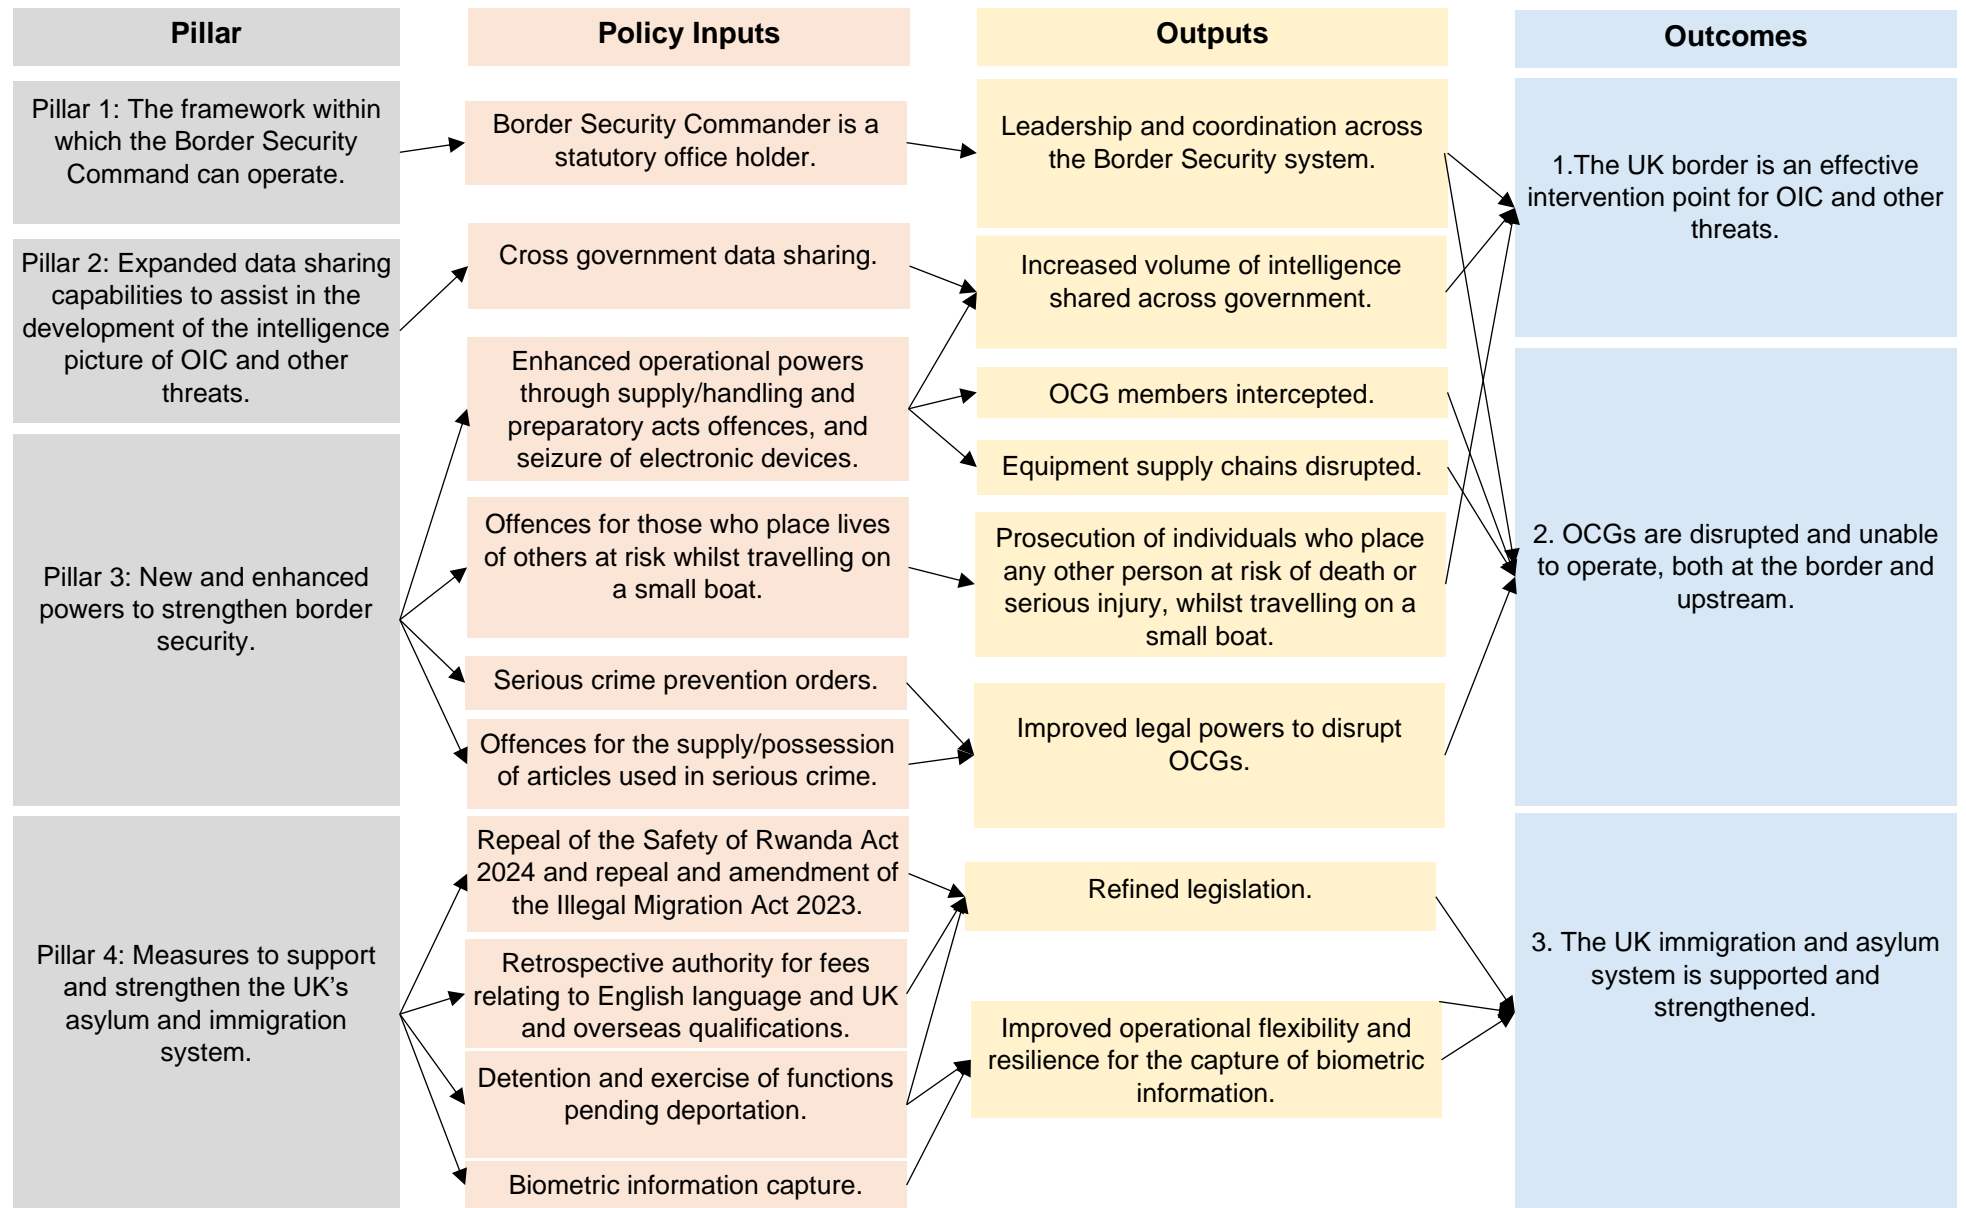 Pillar
Policy Inputs
Outputs
Outcomes
Pillar 1: The framework within
which the Border Security
Command can operate.
Pillar 2: Expanded data sharing
capabilities to assist in the
development of the intelligence
picture of OIC and other
threats.
Pillar 3: New and enhanced
powers to strengthen border
security.
Pillar 4: Measures to support
and strengthen the UK’s
asylum and immigration
system.
Border Security Commander is a
statutory office holder.
Cross government data sharing.
Enhanced operational powers
through supply/handling and
preparatory acts offences, and
seizure of electronic devices.
Offences for those who place lives
of others at risk whilst travelling on
a small boat.
Serious crime prevention orders.
Offences for the supply/possession
of articles used in serious crime.
Repeal of the Safety of Rwanda Act
2024 and repeal and amendment of
the Illegal Migration Act 2023.
Retrospective authority for fees
relating to English language and UK
and overseas qualifications.
Detention and exercise of functions
pending deportation.
Biometric information capture.
Leadership and coordination across
the Border Security system.
Increased volume of intelligence
shared across government.
OCG members intercepted.
Equipment supply chains disrupted.
Prosecution of individuals who place
any other person at risk of death or
serious injury, whilst travelling on a
small boat.
Improved legal powers to disrupt
OCGs.
Refined legislation.
Improved operational flexibility and
resilience for the capture of biometric
information.
1.The UK border is an effective
intervention point for OIC and other
threats.
2. OCGs are disrupted and unable
to operate, both at the border and
upstream.
3. The UK immigration and asylum
system is supported and
strengthened.